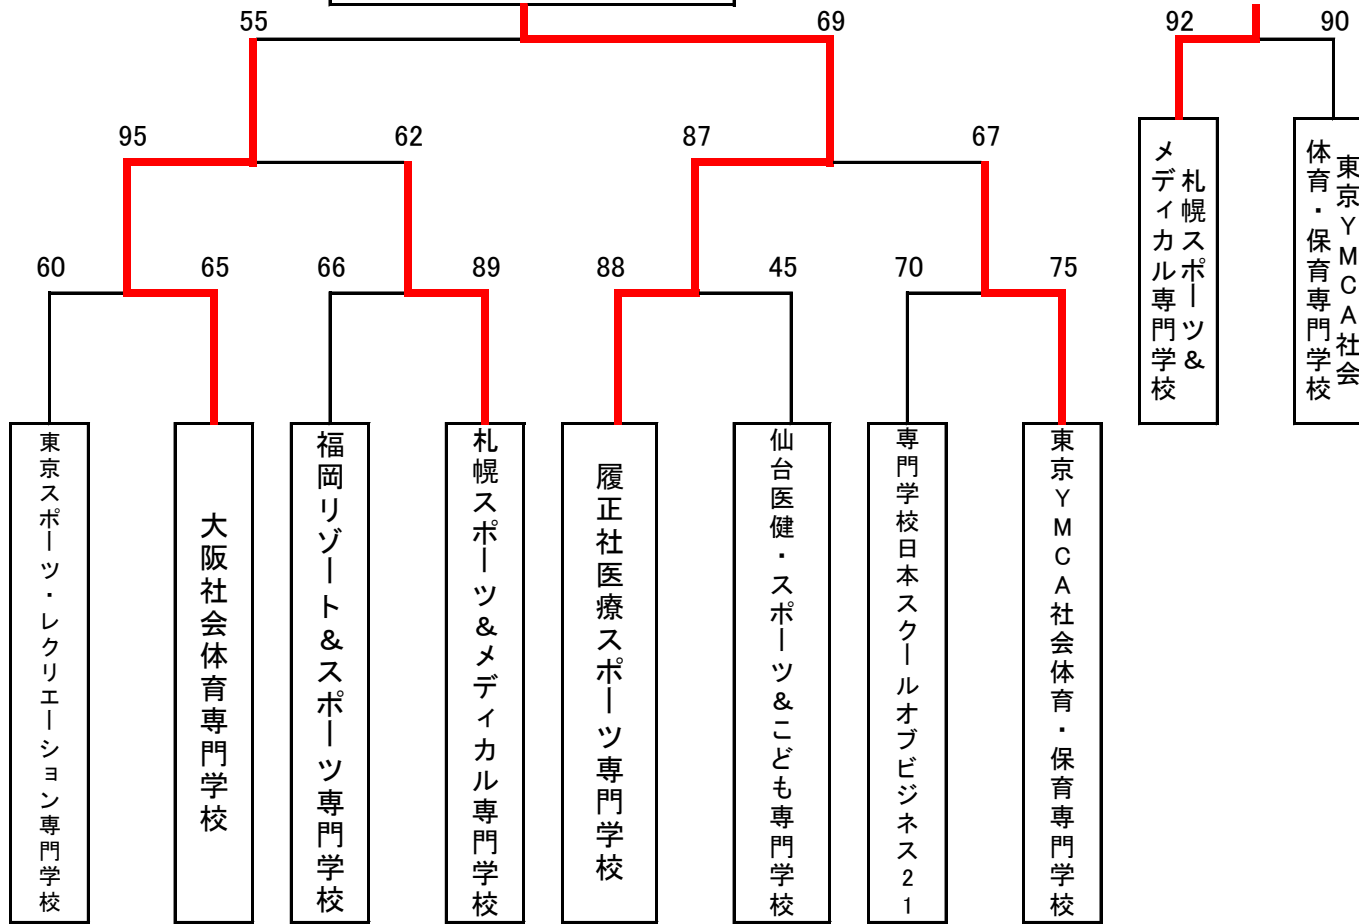 55
69
92
90
95
62
87
67
60
65
66
89
88
45
70
75
札幌スポーツ&
メディカル専門学校
東京YMCA社会
体育・保育専門学校
東京スポーツ・レクリエーション専門学校
大阪社会体育専門学校
福岡リゾート&スポーツ専門学校
札幌スポーツ&メディカル専門学校
履正社医療スポーツ専門学校
仙台医健・スポーツ&こども専門学校
専門学校日本スクールオブビジネス21
東京YMCA社会体育・保育専門学校